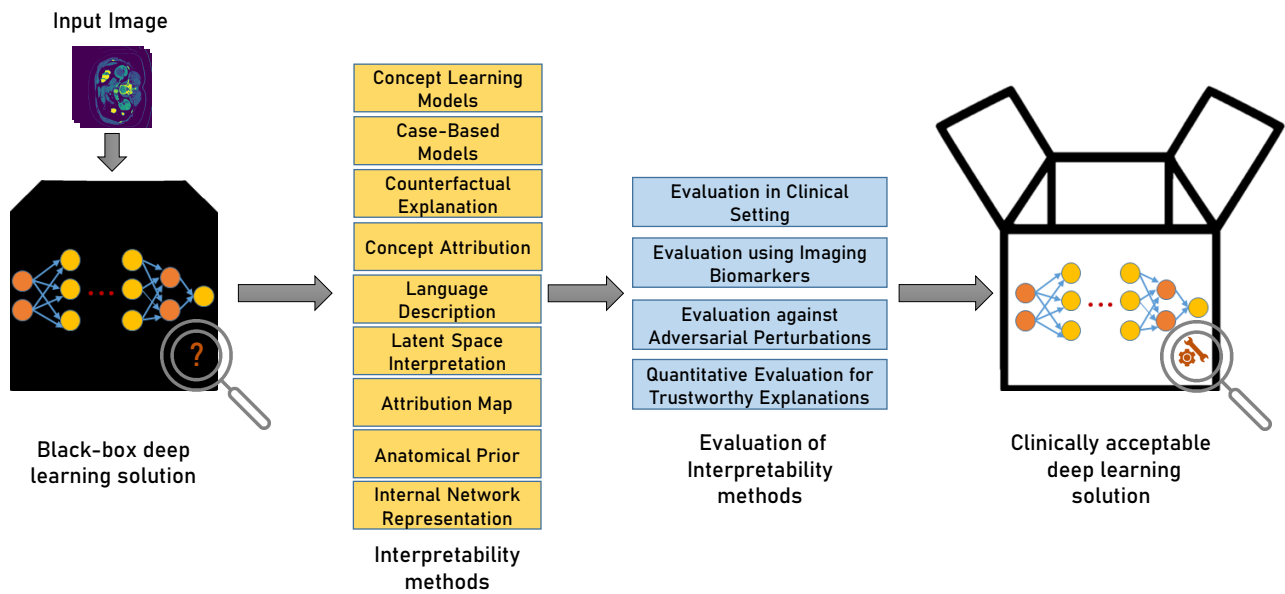 Input Image
?
Black-box deep
learning solution
Concept Learning
Models
Case-Based
Models
Counterfactual
Explanation
Concept Attribution
Language
Description
Latent Space
Interpretation
Attribution Map
Anatomical Prior
Internal Network
Representation
Interpretability
methods
Evaluation in Clinical
Setting
Evaluation using Imaging
Biomarkers
Evaluation against
Adversarial Perturbations
Quantitative Evaluation for
Trustworthy Explanations
Evaluation of
Interpretability
methods
Clinically acceptable
deep learning
solution